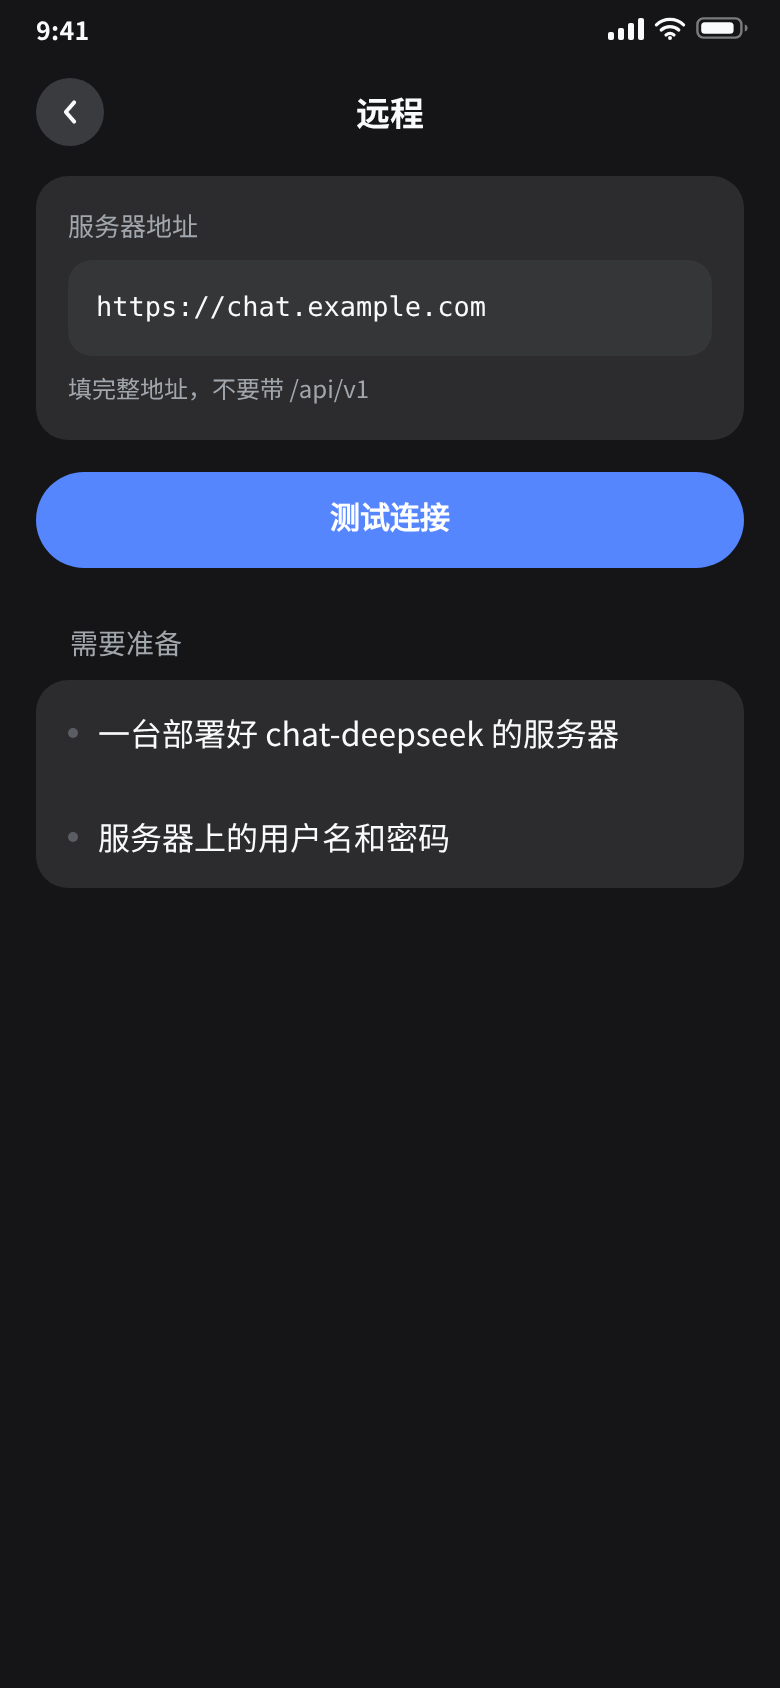 9:41
远程
服务器地址
https://chat.example.com
填完整地址，不要带 /api/v1
测试连接
需要准备
一台部署好 chat-deepseek 的服务器
服务器上的用户名和密码